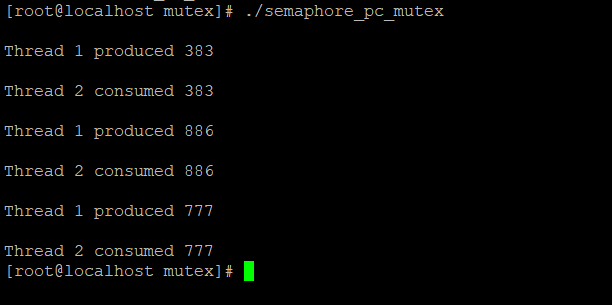 [root@localhost mutex]# ./semaphore_pc_mutex
Thread 1 produced 383
Thread 2 consumed 383
Thread 1 produced 886
Thread 2 consumed 886
Thread 1 produced 777
Thread 2 consumed 777
[root@localhost mutex]#